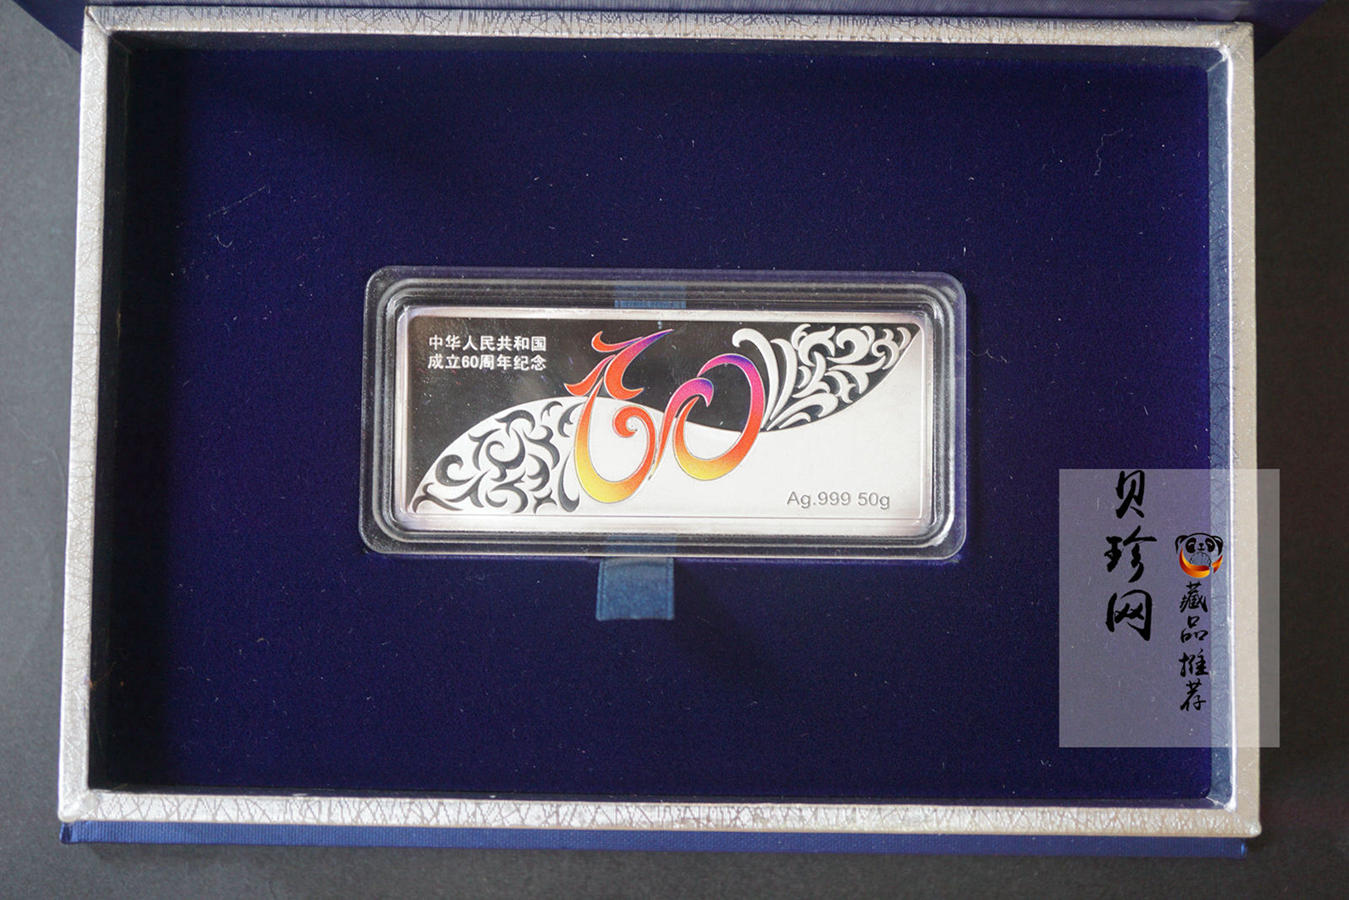 中华人民共和国
成立60周年纪念
60
Ag.999 50g
贝珍网
藏品推荐